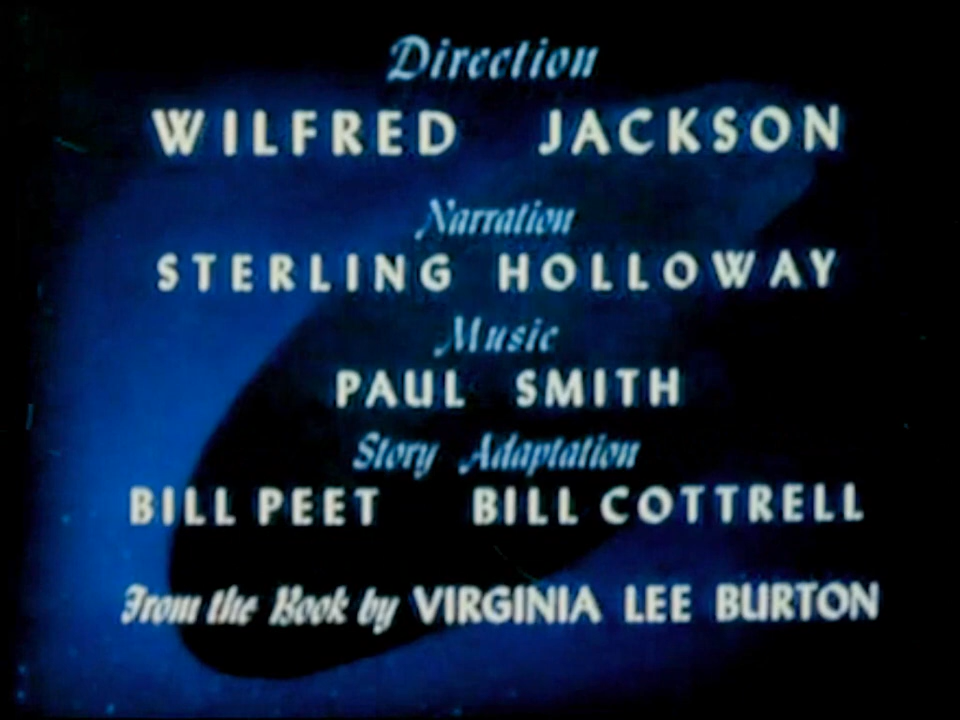 Direction
WILFRED JACKSON
Narration
STERLING HOLLOWAY
Music
PAUL SMITH
Story Adaptation
BILL PEET BILL COTTRELL
From the Book by VIRGINIA LEE BURTON